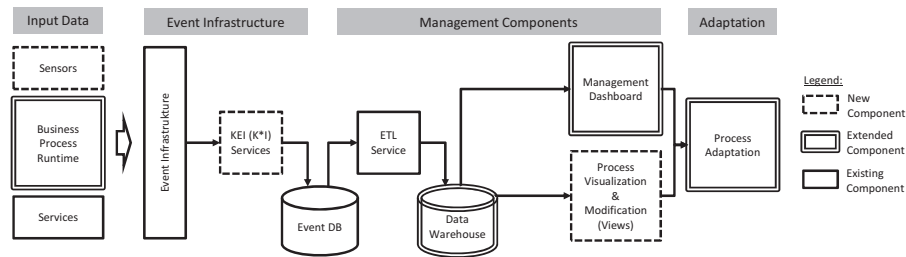 Input Data
Event Infrastructure
Management Components
Adaptation
Sensors
Business
Process
Runtime
Services
Event Infrastrukture
KEI (K*I)
Services
Event DB
ETL
Service
Data
Warehouse
Management
Dashboard
Process
Visualization
&
Modification
(Views)
Process
Adaptation
Legend:
New
Component
Extended
Component
Existing
Component